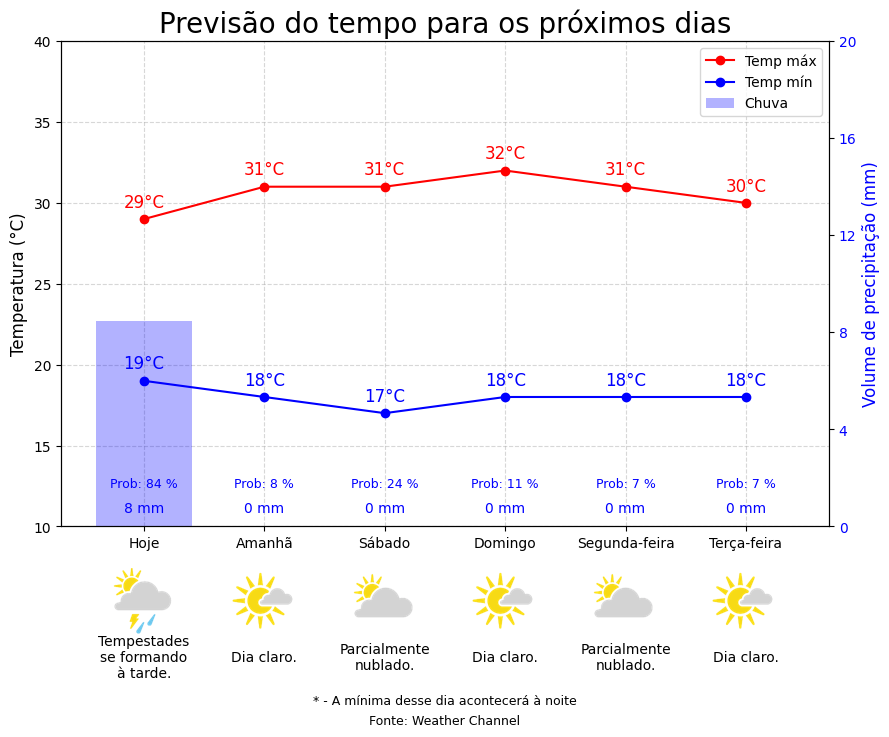 Previsão do tempo para os próximos dias
40
35
30
25
20
15
10
Temperatura (°C)
20
16
12
8
4
0
Volume de precipitação (mm)
Temp máx
Temp mín
Chuva
29°C 31°C 31°C 32°C 31°C 30°C
19°C 18°C 17°C 18°C 18°C 18°C
Prob: 84 % Prob: 8 % Prob: 24 % Prob: 11 % Prob: 7 % Prob: 7 %
8 mm 0 mm 0 mm 0 mm 0 mm 0 mm
Hoje Amanhã Sábado Domingo Segunda-feira Terça-feira
Tempestades
se formando
à tarde.
Dia claro.
Parcialmente
nublado.
Dia claro.
Parcialmente
nublado.
Dia claro.
* - A mínima desse dia acontecerá à noite
Fonte: Weather Channel